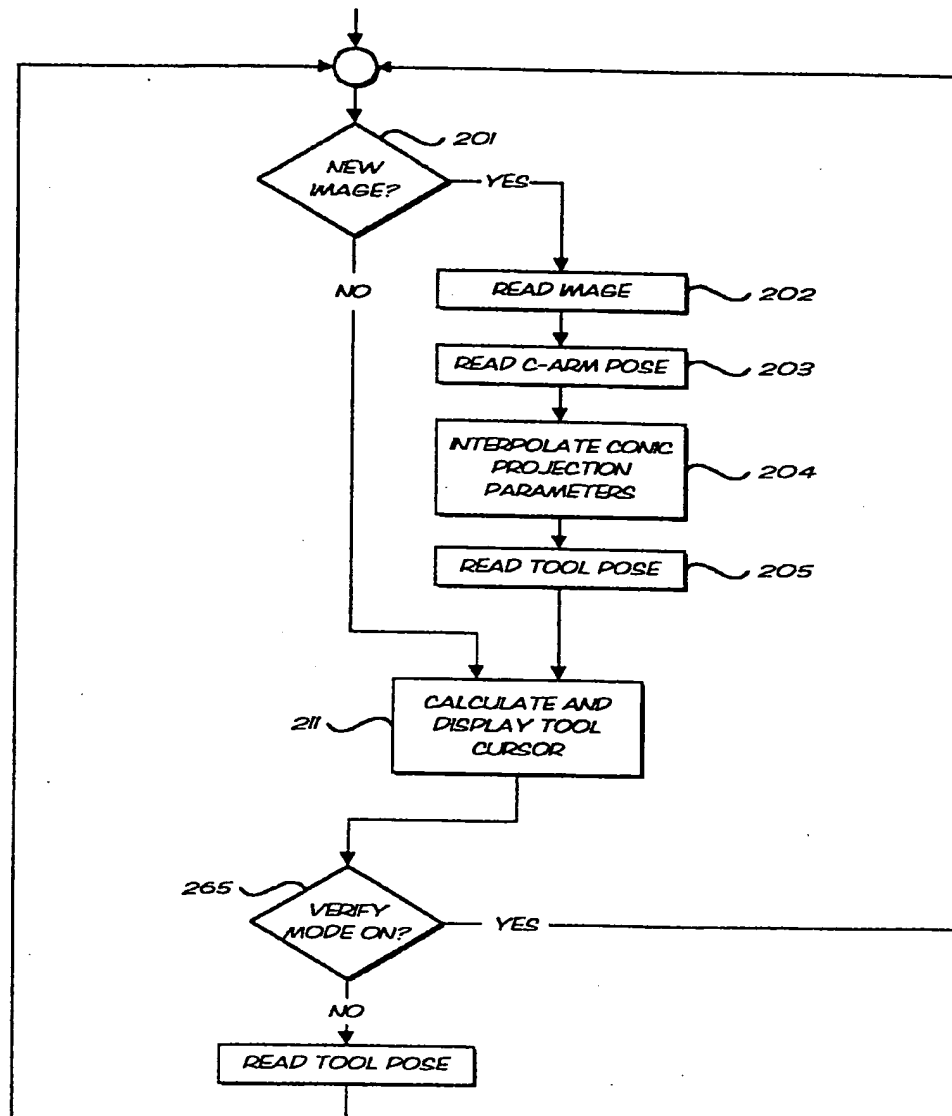 201
NEW
IMAGE?
YES
NO
READ IMAGE
202
READ C-ARM POSE
203
INTERPOLATE CONIC
PROJECTION
PARAMETERS
204
READ TOOL POSE
205
CALCULATE AND
DISPLAY TOOL
CURSOR
211
265
VERIFY
MODE ON?
YES
NO
READ TOOL POSE